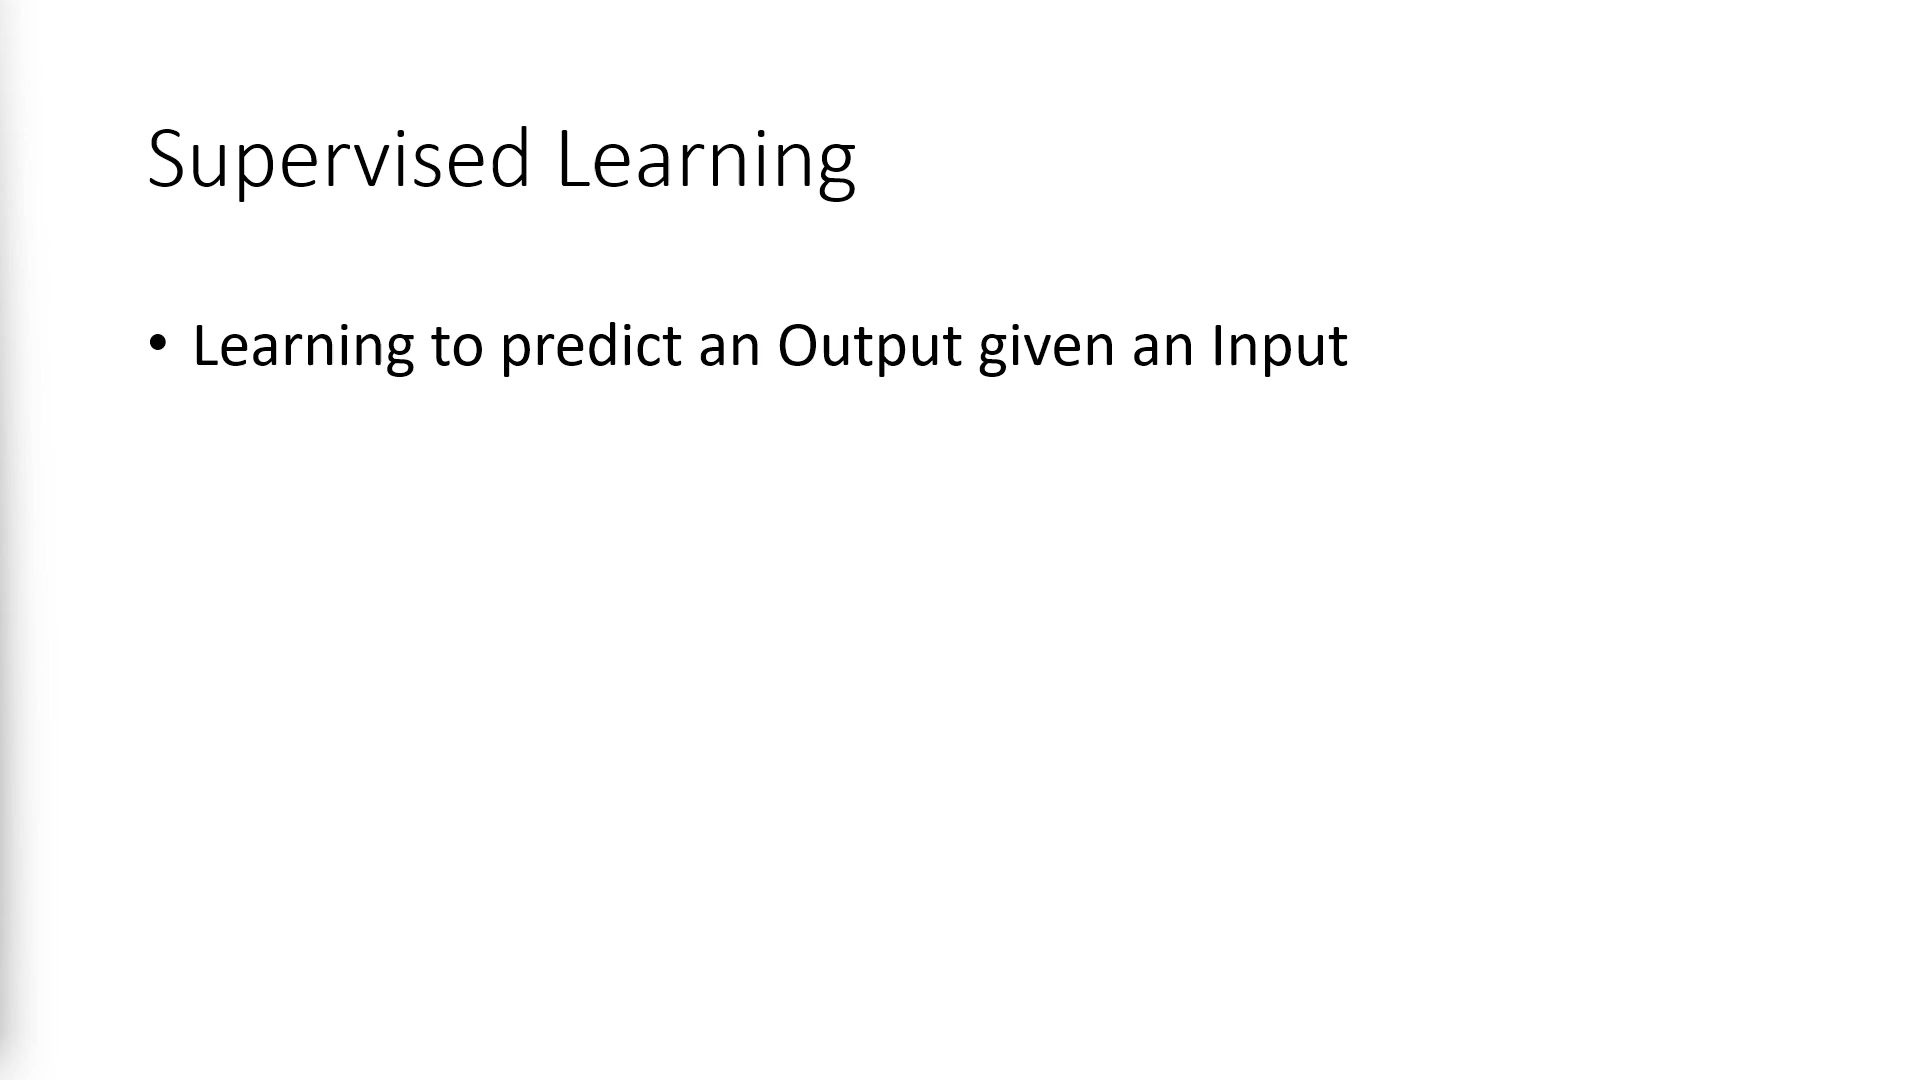 Supervised Learning
• Learning to predict an Output given an Input